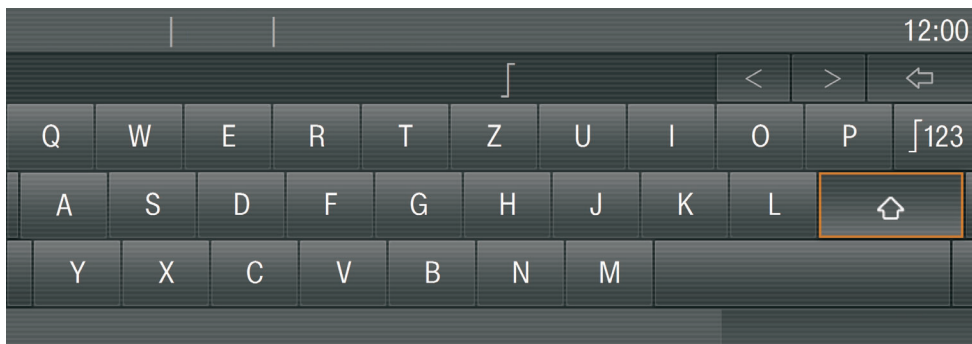 12:00
< >
Q W E R T Z U I O P 123
A S D F G H J K L
Y X C V B N M